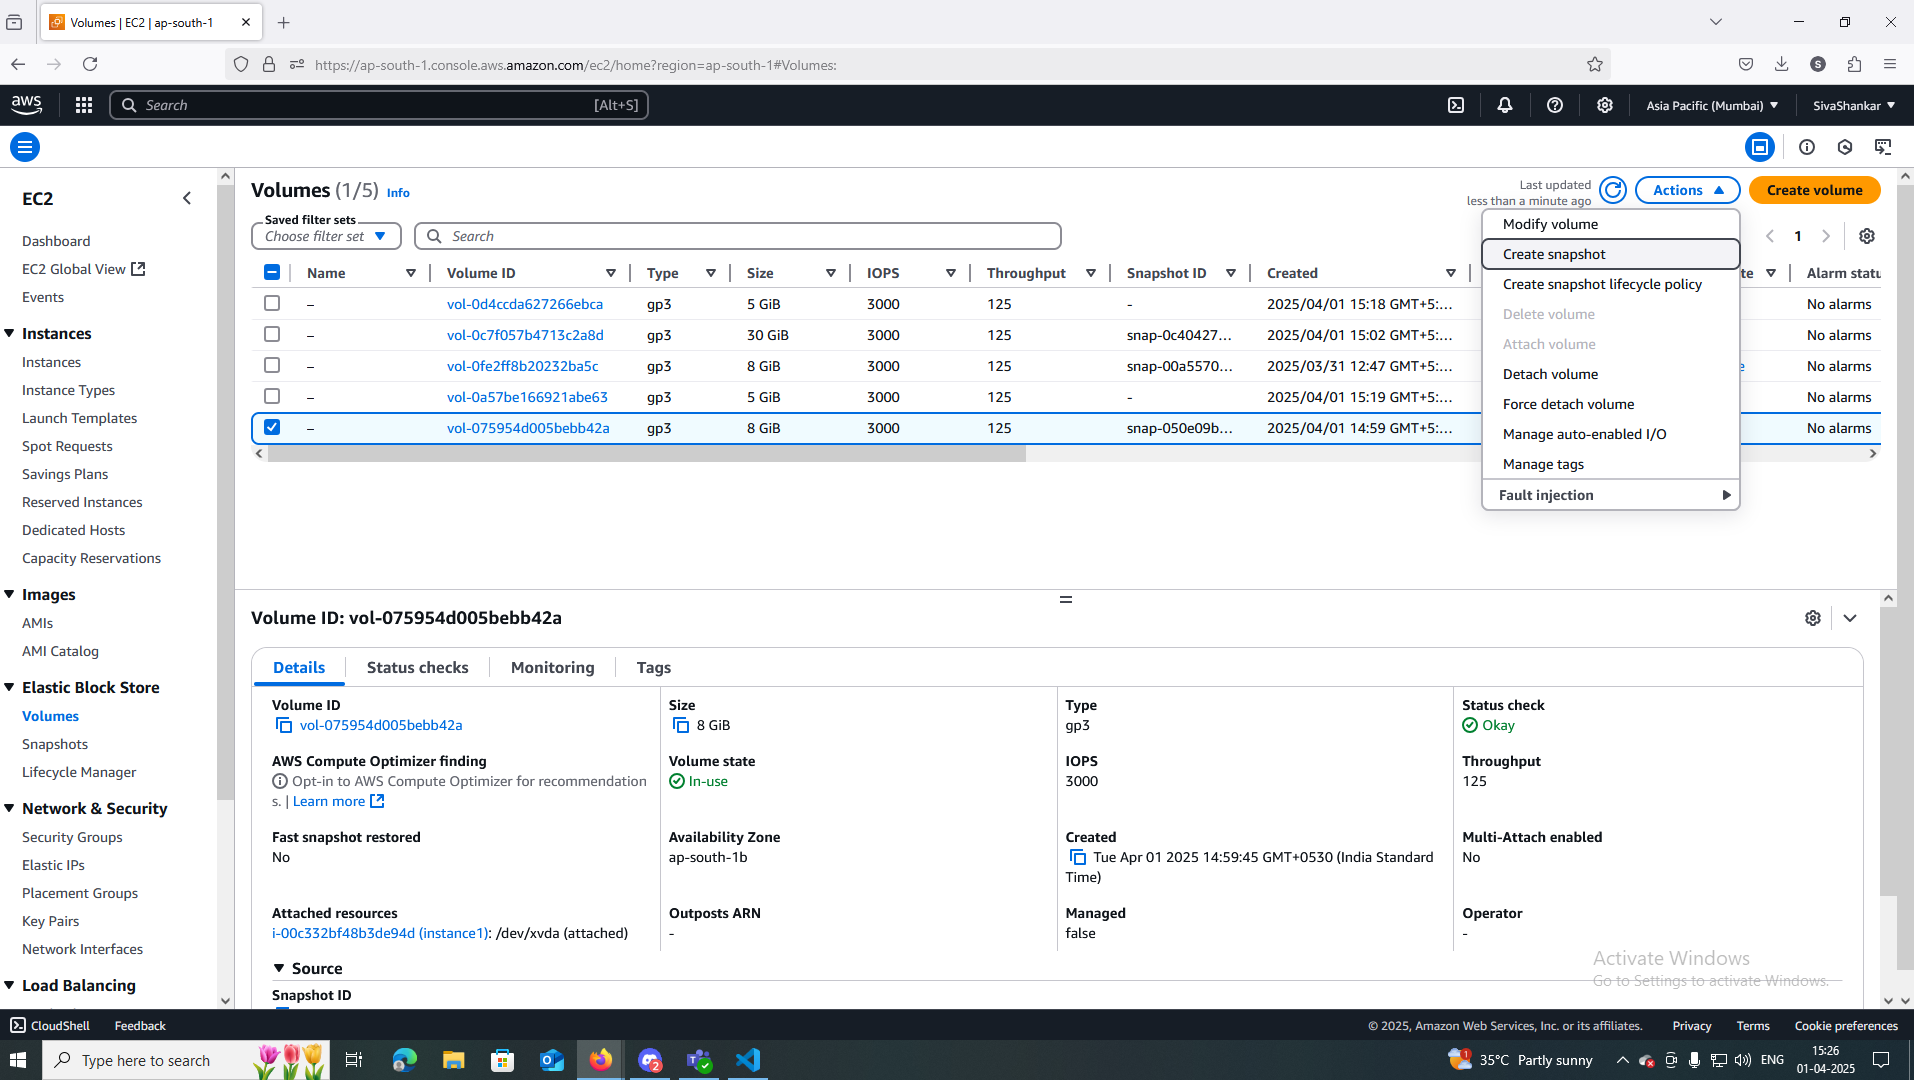 Volumes | EC2 | ap-south-1
https://ap-south-1.console.aws.amazon.com/ec2/home?region=ap-south-1#Volumes:
S
aws
Search
[Alt+S]
Asia Pacific (Mumbai)
SivaShankar
EC2
Dashboard
EC2 Global View
Events
Instances
Instances
Instance Types
Launch Templates
Spot Requests
Savings Plans
Reserved Instances
Dedicated Hosts
Capacity Reservations
Images
AMIs
AMI Catalog
Elastic Block Store
Volumes
Snapshots
Lifecycle Manager
Network & Security
Security Groups
Elastic IPs
Placement Groups
Key Pairs
Network Interfaces
Load Balancing
Volumes (1/5) Info
Last updated
less than a minute ago
Actions
Create volume
Saved filter sets
Choose filter set
Search
1
Modify volume
Create snapshot
Create snapshot lifecycle policy
Delete volume
Attach volume
Detach volume
Force detach volume
Manage auto-enabled I/O
Manage tags
Fault injection
Name Volume ID Type Size IOPS Throughput Snapshot ID Created te Alarm statu
– vol-0d4ccda627266ebca gp3 5 GiB 3000 125 - 2025/04/01 15:18 GMT+5:... No alarms
– vol-0c7f057b4713c2a8d gp3 30 GiB 3000 125 snap-0c40427... 2025/04/01 15:02 GMT+5:... No alarms
– vol-0fe2ff8b20232ba5c gp3 8 GiB 3000 125 snap-00a5570... 2025/03/31 12:47 GMT+5:... e No alarms
– vol-0a57be166921abe63 gp3 5 GiB 3000 125 - 2025/04/01 15:19 GMT+5:... No alarms
– vol-075954d005bebb42a gp3 8 GiB 3000 125 snap-050e09b... 2025/04/01 14:59 GMT+5:... No alarms
Volume ID: vol-075954d005bebb42a
Details Status checks Monitoring Tags
Volume ID
vol-075954d005bebb42a
Size
8 GiB
Type
gp3
Status check
Okay
AWS Compute Optimizer finding
Opt-in to AWS Compute Optimizer for recommendation
s. | Learn more
Volume state
In-use
IOPS
3000
Throughput
125
Fast snapshot restored
No
Availability Zone
ap-south-1b
Created
Tue Apr 01 2025 14:59:45 GMT+0530 (India Standard
Time)
Multi-Attach enabled
No
Attached resources
i-00c332bf48b3de94d (instance1): /dev/xvda (attached)
Outposts ARN
-
Managed
false
Operator
-
Source
Snapshot ID
Activate Windows
Go to Settings to activate Windows.
CloudShell Feedback
© 2025, Amazon Web Services, Inc. or its affiliates. Privacy Terms Cookie preferences
Type here to search
2
1
35°C Partly sunny
ENG
15:26
01-04-2025